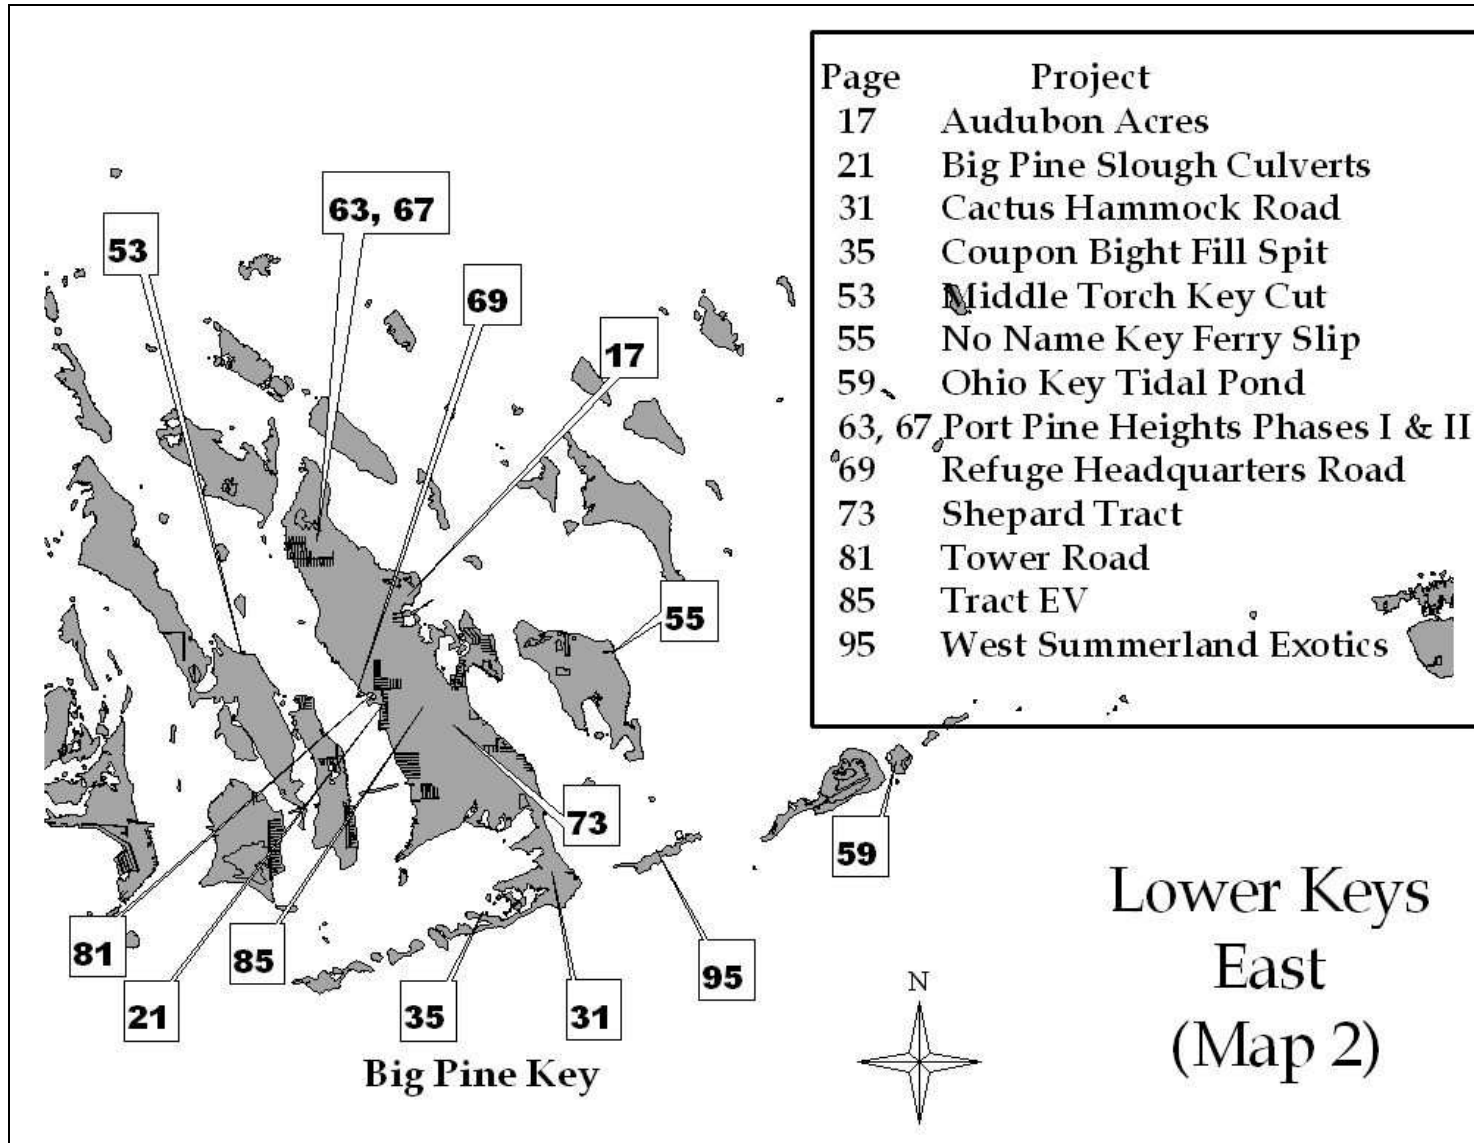 Page Project
17 Audubon Acres
21 Big Pine Slough Culverts
31 Cactus Hammock Road
35 Coupon Bight Fill Spit
53 Middle Torch Key Cut
55 No Name Key Ferry Slip
59 Ohio Key Tidal Pond
63, 67 Port Pine Heights Phases I & II
69 Refuge Headquarters Road
73 Shepard Tract
81 Tower Road
85 Tract EV
95 West Summerland Exotics
63, 67
53
69
17
55
73
59
81
85
95
21
35
31
Big Pine Key
N
Lower Keys
East
(Map 2)